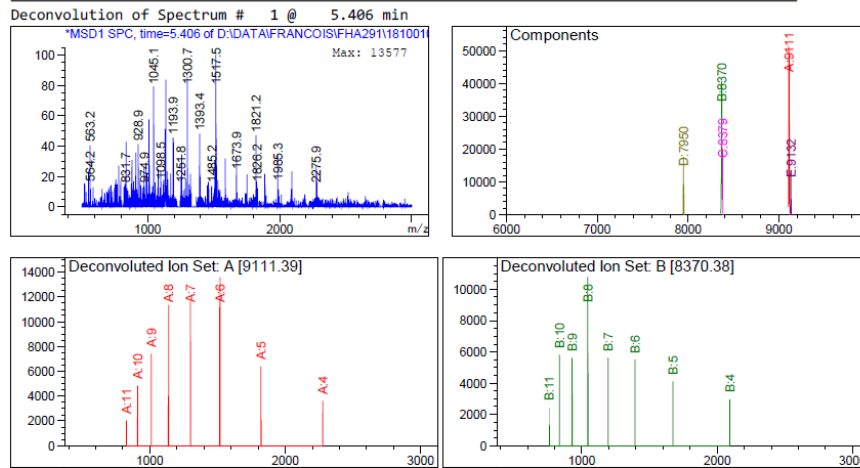 Deconvolution of Spectrum # 1 @ 5.406 min
*MSD1 SPC, time=5.406 of D:\DATA\FRANCOIS\FHA291\181001
Max: 13577
100
80
60
40
20
0
563.2
564.2
831.7
928.9
974.9
1045.1
1098.5
1193.9
1251.8
1300.7
1393.4
1485.2
1517.5
1673.9
1821.2
1826.2
1985.3
2275.9
1000
2000
m/z
Components
50000
40000
30000
20000
10000
0
D:7950
B:8370
C:8379
A:9111
E:9132
6000
7000
8000
9000
Deconvoluted Ion Set: A [9111.39]
14000
12000
10000
8000
6000
4000
2000
0
A:11
A:10
A:9
A:8
A:7
A:6
A:5
A:4
1000
2000
3000
Deconvoluted Ion Set: B [8370.38]
10000
8000
6000
4000
2000
0
B:11
B:10
B:9
B:8
B:7
B:6
B:5
B:4
1000
2000
300